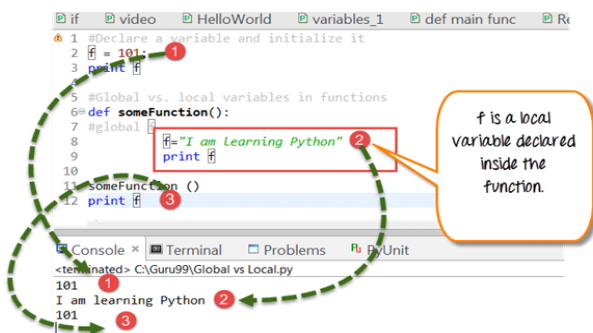 if video HelloWorld variables_1 def main func Re
1 #Declare a variable and initialize it
2 f = 101; 1
3 print f
4
5 #Global vs. local variables in functions
6 def someFunction():
7 #global f
8 f="I am learning Python" 2
9 print f
10
11 someFunction ()
12 print f 3
f is a local
variable declared
inside the
function.
Console Terminal Problems PyUnit
<terminated> C:\Guru99\Global vs Local.py
101 1
I am learning Python 2
101
3